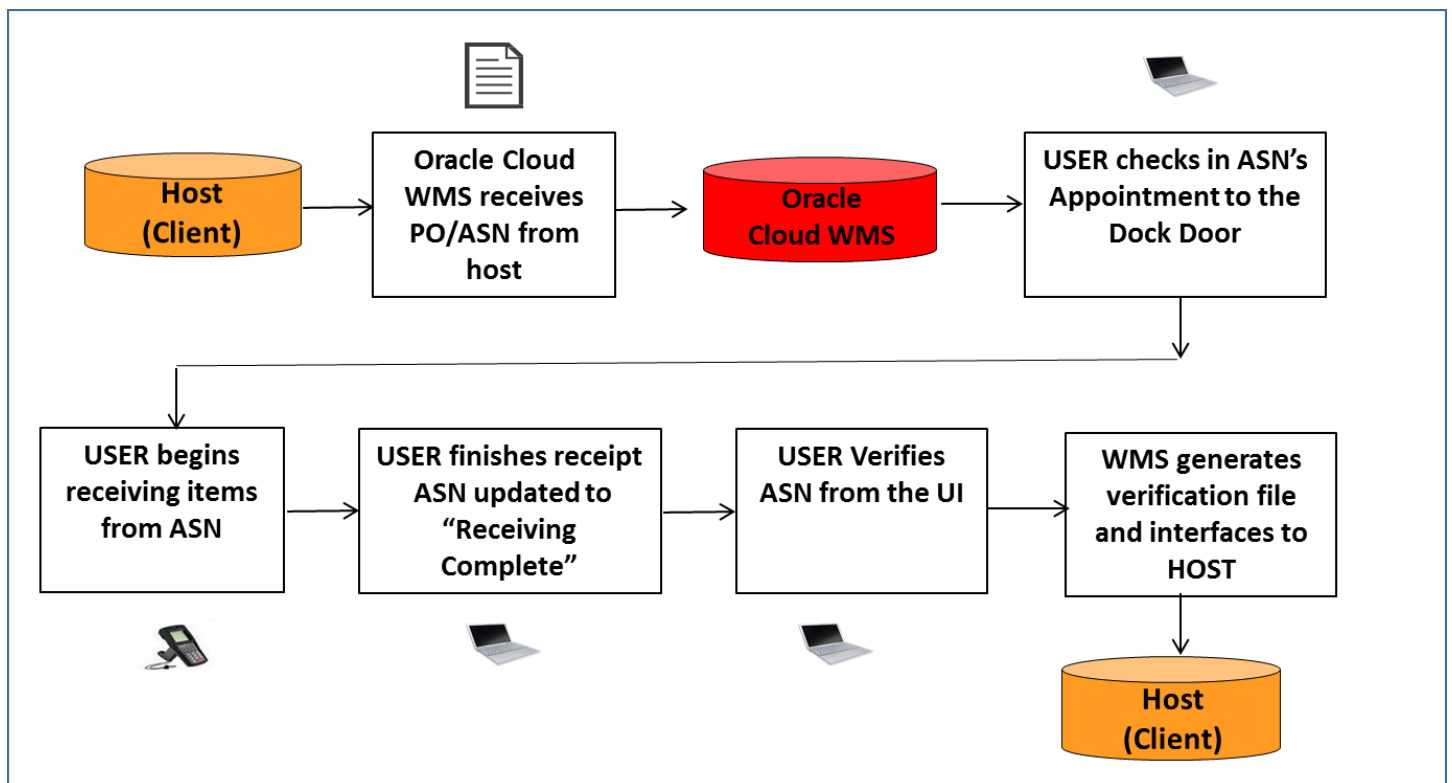 Host
(Client)
Oracle Cloud
WMS receives
PO/ASN from
host
Oracle
Cloud WMS
USER checks in ASN’s
Appointment to the
Dock Door
USER begins
receiving items
from ASN
USER finishes receipt
ASN updated to
“Receiving
Complete”
USER Verifies
ASN from the UI
WMS generates
verification file
and interfaces to
HOST
Host
(Client)